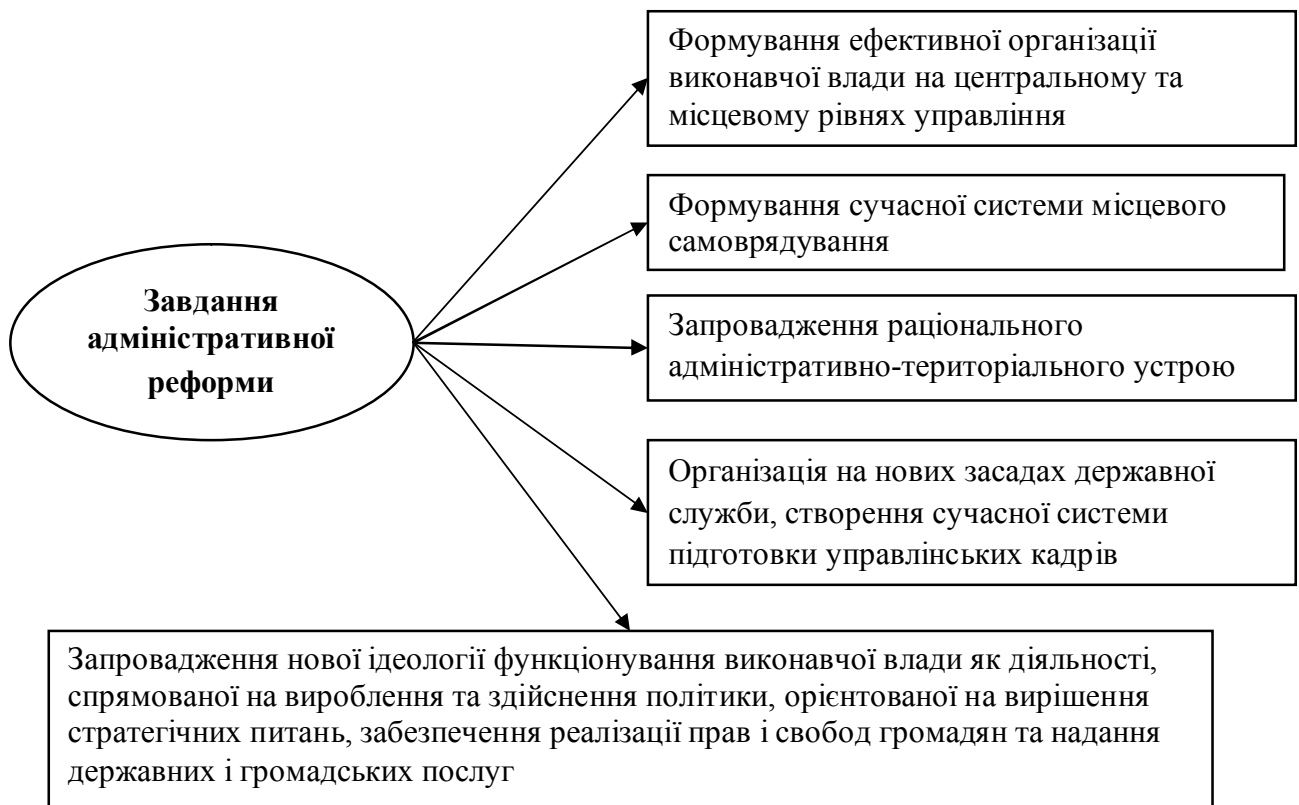 Формування ефективної організації
виконавчої влади на центральному та
місцевому рівнях управління
Формування сучасної системи місцевого
самоврядування
Завдання
адміністративної
реформи
Запровадження раціонального
адміністративно-територіального устрою
Організація на нових засадах державної
служби, створення сучасної системи
підготовки управлінських кадрів
Запровадження нової ідеології функціонування виконавчої влади як діяльності,
спрямованої на вироблення та здійснення політики, орієнтованої на вирішення
стратегічних питань, забезпечення реалізації прав і свобод громадян та надання
державних і громадських послуг